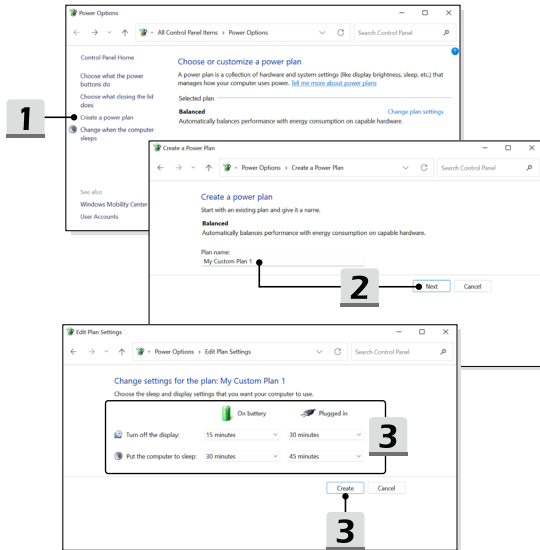 Power Options
All Control Panel Items > Power Options
Search Control Panel
Control Panel Home
Choose what the power
buttons do
Choose what closing the lid
does
Create a power plan
Change when the computer
sleeps
See also
Windows Mobility Center
User Accounts
Choose or customize a power plan
A power plan is a collection of hardware and system settings (like display brightness, sleep, etc.) that
manages how your computer uses power. Tell me more about power plans
Selected plan
Balanced
Change plan settings
Automatically balances performance with energy consumption on capable hardware.
1
Create a Power Plan
Power Options > Create a Power Plan
Search Control Panel
Create a power plan
Start with an existing plan and give it a name.
Balanced
Automatically balances performance with energy consumption on capable hardware.
Plan name:
My Custom Plan 1
2
Next
Cancel
Edit Plan Settings
Power Options > Edit Plan Settings
Search Control Panel
Change settings for the plan: My Custom Plan 1
Choose the sleep and display settings that you want your computer to use.
On battery
Plugged in
Turn off the display:
15 minutes
30 minutes
Put the computer to sleep:
30 minutes
45 minutes
3
Create
Cancel
3